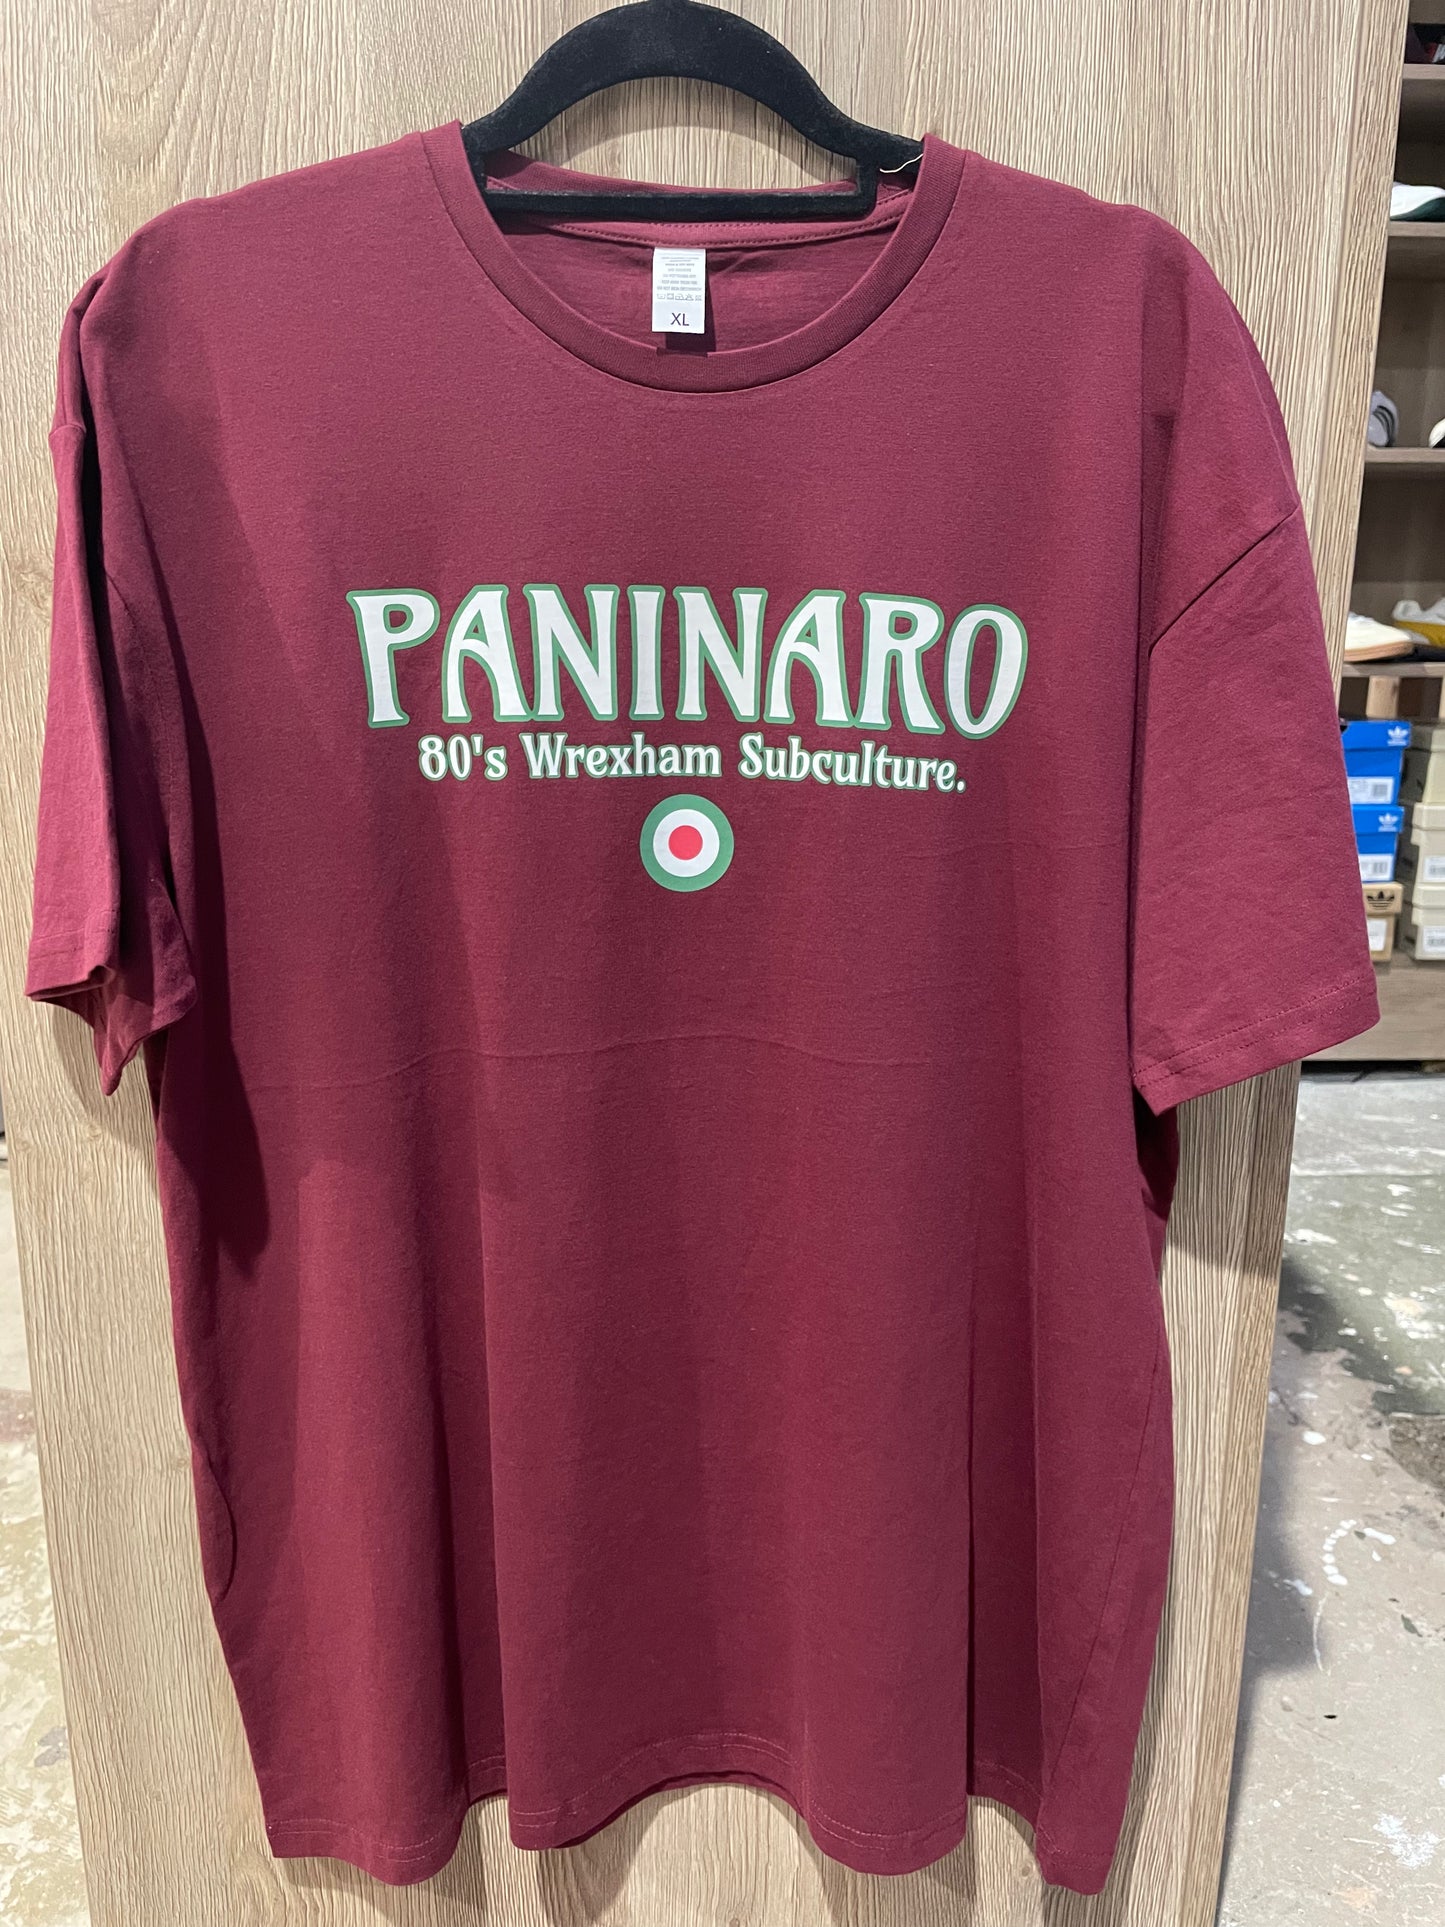 XL
PANINARO
80's Wrexham Subculture.